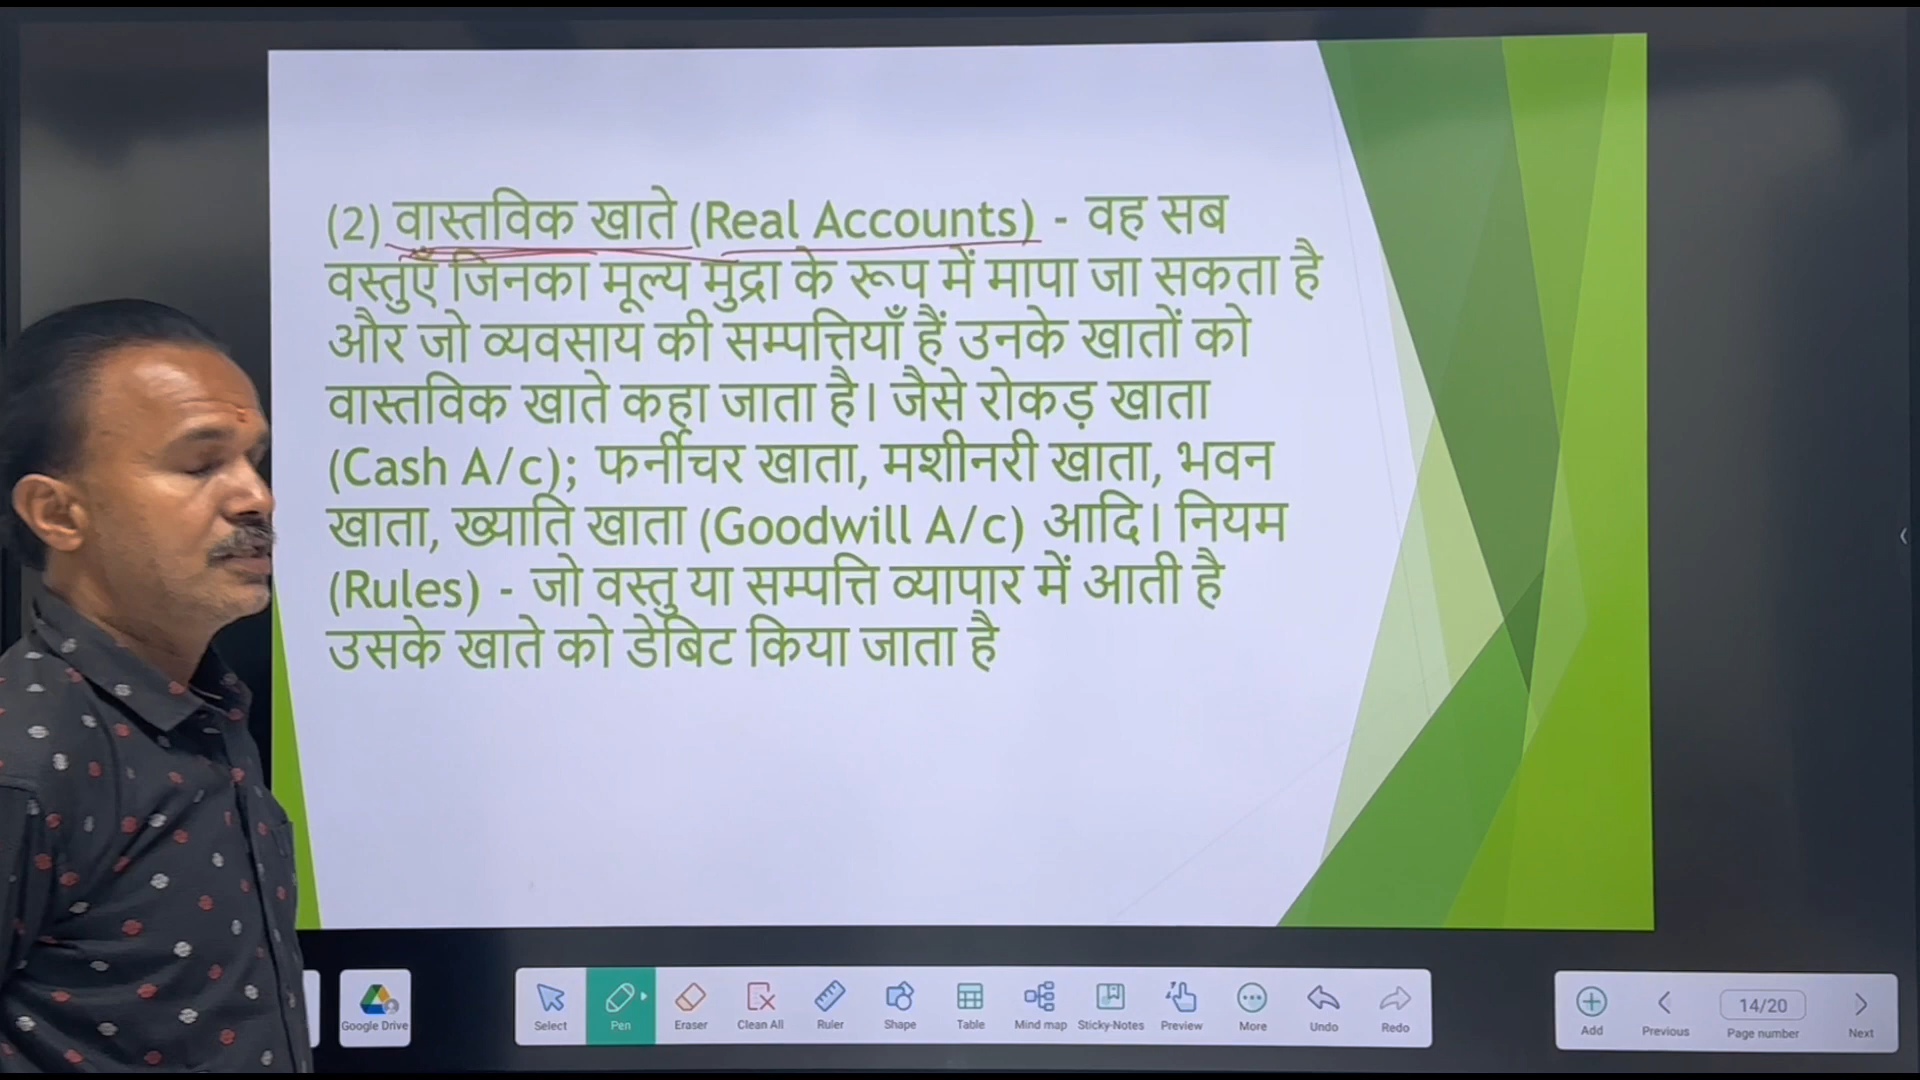 (2) वास्तविक खाते (Real Accounts) - वह सब
वस्तुएँ जिनका मूल्य मुद्रा के रूप में मापा जा सकता है
और जो व्यवसाय की सम्पत्तियाँ हैं उनके खातों को
वास्तविक खाते कहा जाता है। जैसे रोकड़ खाता
(Cash A/c); फर्नीचर खाता, मशीनरी खाता, भवन
खाता, ख्याति खाता (Goodwill A/c) आदि। नियम
(Rules) - जो वस्तु या सम्पत्ति व्यापार में आती है
उसके खाते को डेबिट किया जाता है
Google Drive
Select Pen Eraser Clean All Ruler Shape Table Mind map Sticky-Notes Preview More Undo Redo
14/20
Add Previous Page number Next